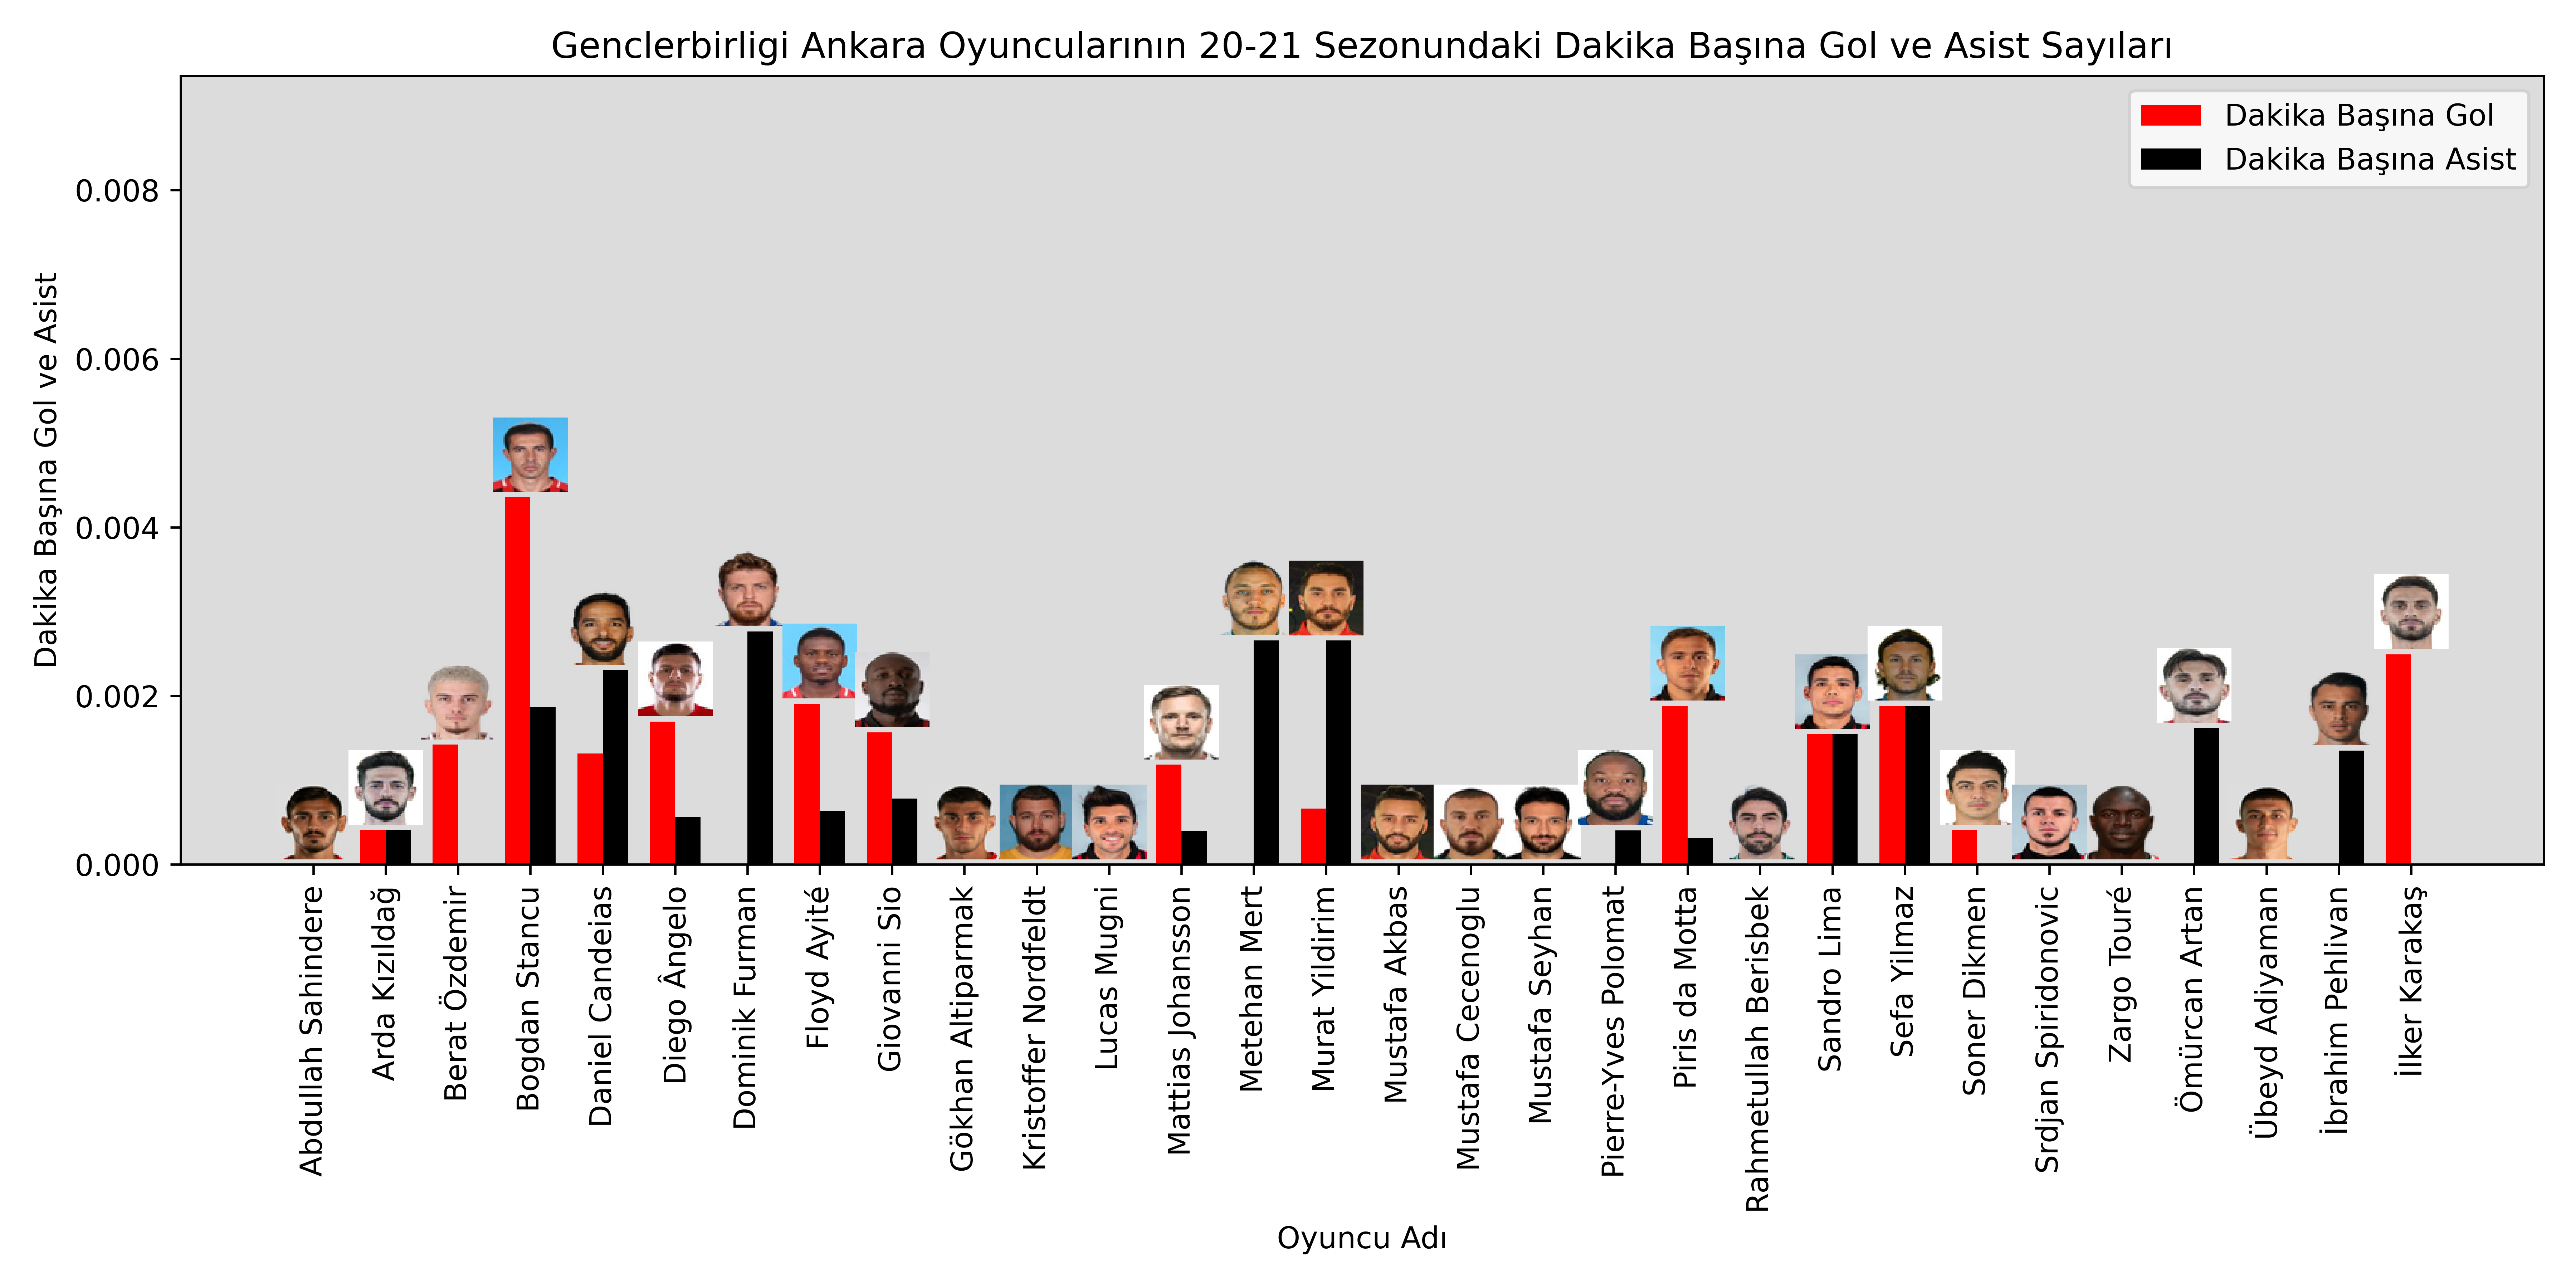 Genclerbirligi Ankara Oyuncularının 20-21 Sezonundaki Dakika Başına Gol ve Asist Sayıları
Dakika Başına Gol
Dakika Başına Asist
Dakika Başına Gol ve Asist
0.008
0.006
0.004
0.002
0.000
Abdullah Sahindere
Arda Kızıldağ
Berat Özdemir
Bogdan Stancu
Daniel Candeias
Diego Ângelo
Dominik Furman
Floyd Ayité
Giovanni Sio
Gökhan Altiparmak
Kristoffer Nordfeldt
Lucas Mugni
Mattias Johansson
Metehan Mert
Murat Yildirim
Mustafa Akbas
Mustafa Cecenoglu
Mustafa Seyhan
Pierre-Yves Polomat
Piris da Motta
Rahmetullah Berisbek
Sandro Lima
Sefa Yilmaz
Soner Dikmen
Srdjan Spiridonovic
Zargo Touré
Ömürcan Artan
Übeyd Adiyaman
İbrahim Pehlivan
İlker Karakaş
Oyuncu Adı